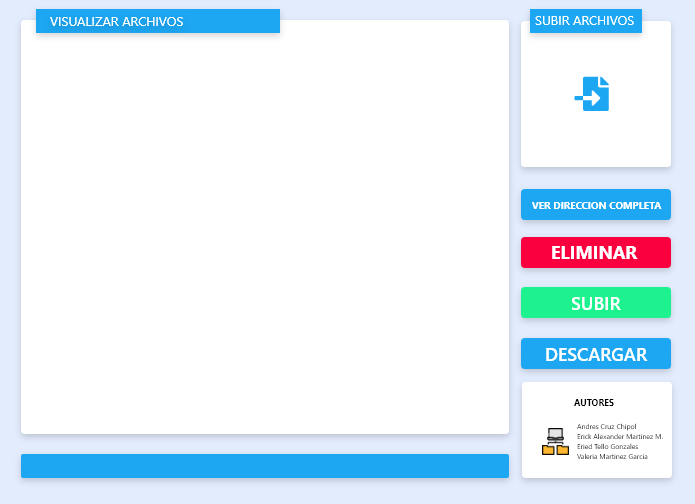 VISUALIZAR ARCHIVOS
SUBIR ARCHIVOS
VER DIRECCION COMPLETA
ELIMINAR
SUBIR
DESCARGAR
AUTORES
Andres Cruz Chipol
Erick Alexander Martinez M.
Eried Tello Gonzales
Valeria Martinez Garcia